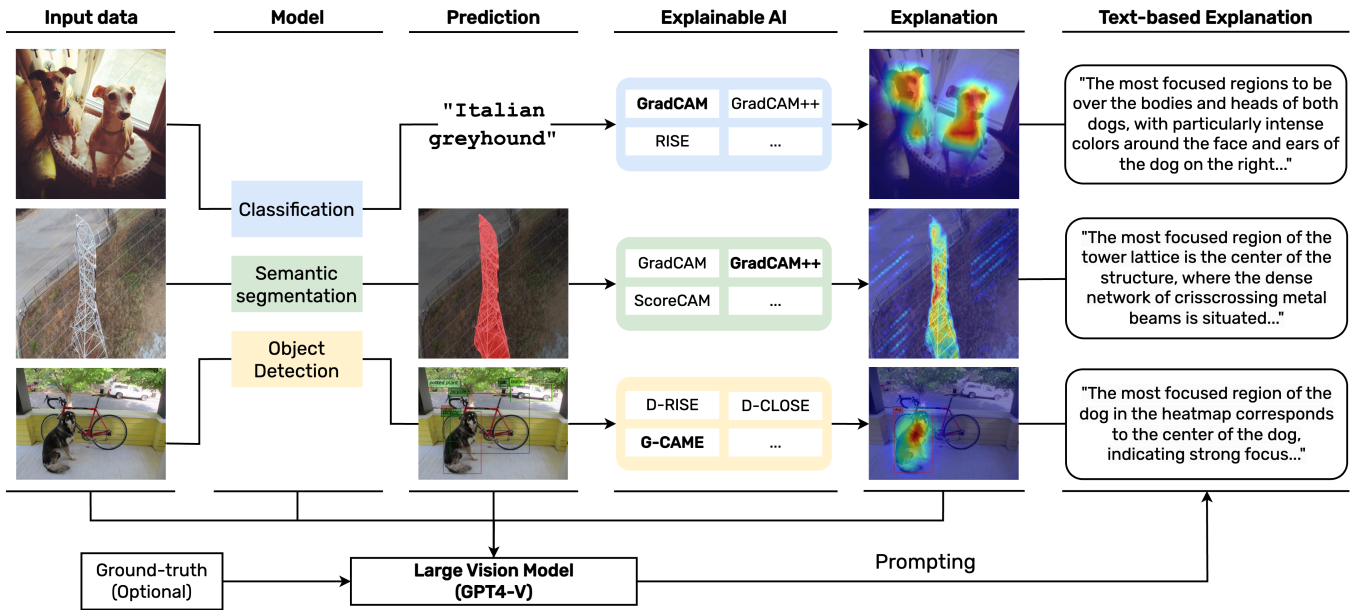 Input data
Model
Prediction
Explainable AI
Explanation
Text-based Explanation
"Italian
greyhound"
GradCAM
GradCAM++
RISE
...
"The most focused regions to be
over the bodies and heads of both
dogs, with particularly intense
colors around the face and ears of
the dog on the right..."
Classification
Semantic
segmentation
Object
Detection
GradCAM
GradCAM++
ScoreCAM
...
"The most focused region of the
tower lattice is the center of the
structure, where the dense
network of crisscrossing metal
beams is situated..."
potted plant
D-RISE
D-CLOSE
G-CAME
...
"The most focused region of the
dog in the heatmap corresponds
to the center of the dog,
indicating strong focus..."
Ground-truth
(Optional)
Large Vision Model
(GPT4-V)
Prompting